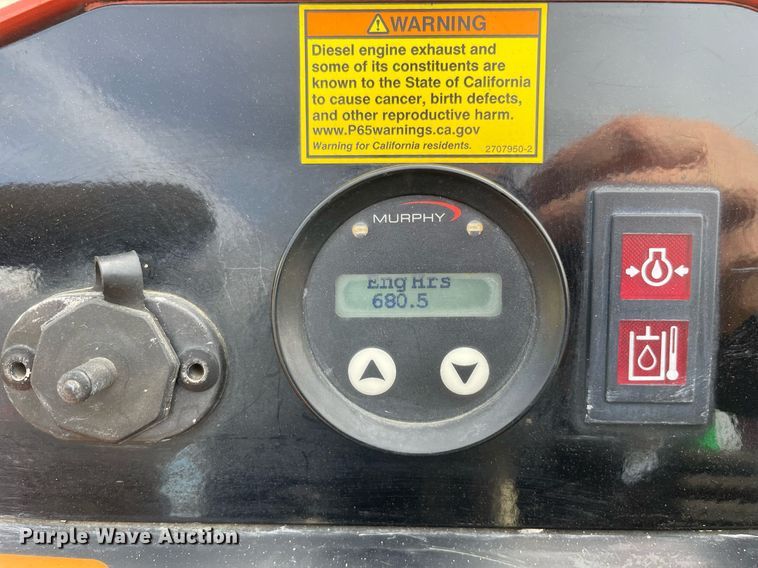 WARNING
Diesel engine exhaust and
some of its constituents are
known to the State of California
to cause cancer, birth defects,
and other reproductive harm.
www.P65warnings.ca.gov
Warning for California residents. 2707950-2
MURPHY
Eng Hrs
680.5
Purple Wave Auction